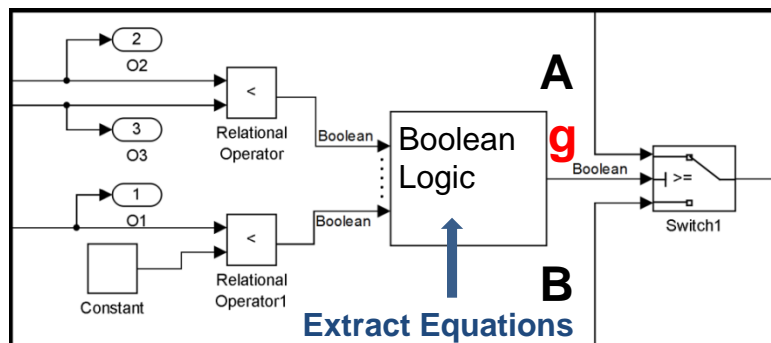 2
O2
A
<
3
O3
Relational
Operator
Boolean
Boolean
Logic
g
Boolean
>=
Switch1
1
O1
Boolean
<
Constant
Relational
Operator1
B
Extract Equations